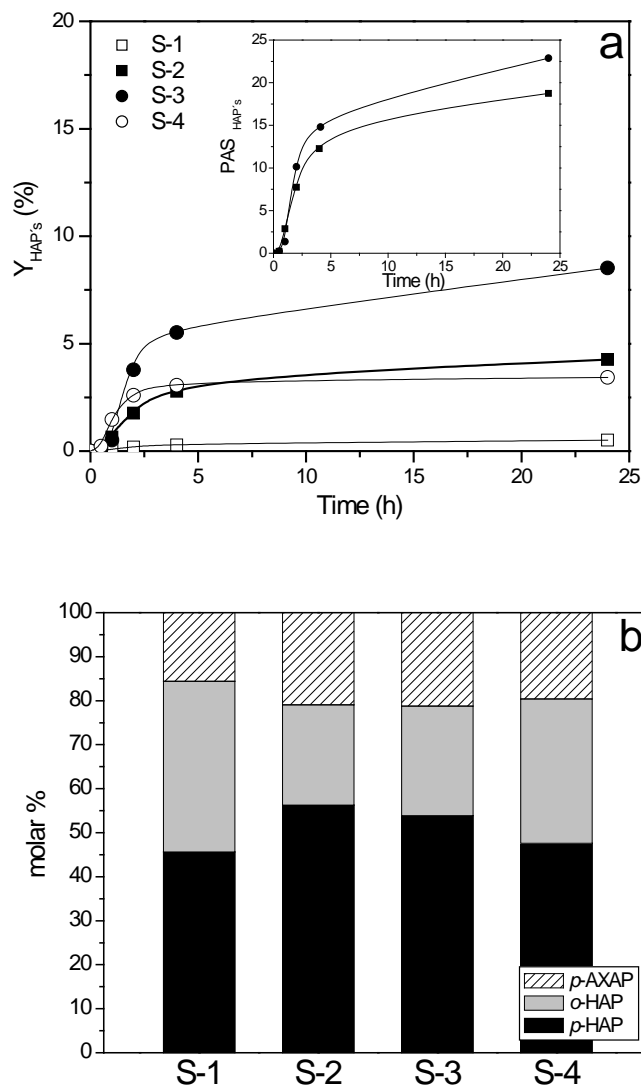 a
20
15
10
5
0
Y HAP´s (%)
S-1
S-2
S-3
S-4
25
20
15
10
5
0
PAS HAP´s
0 5 10 15 20 25
Time (h)
0 5 10 15 20 25
Time (h)
b
100
90
80
70
60
50
40
30
20
10
0
molar %
p-AXAP
o-HAP
p-HAP
S-1 S-2 S-3 S-4